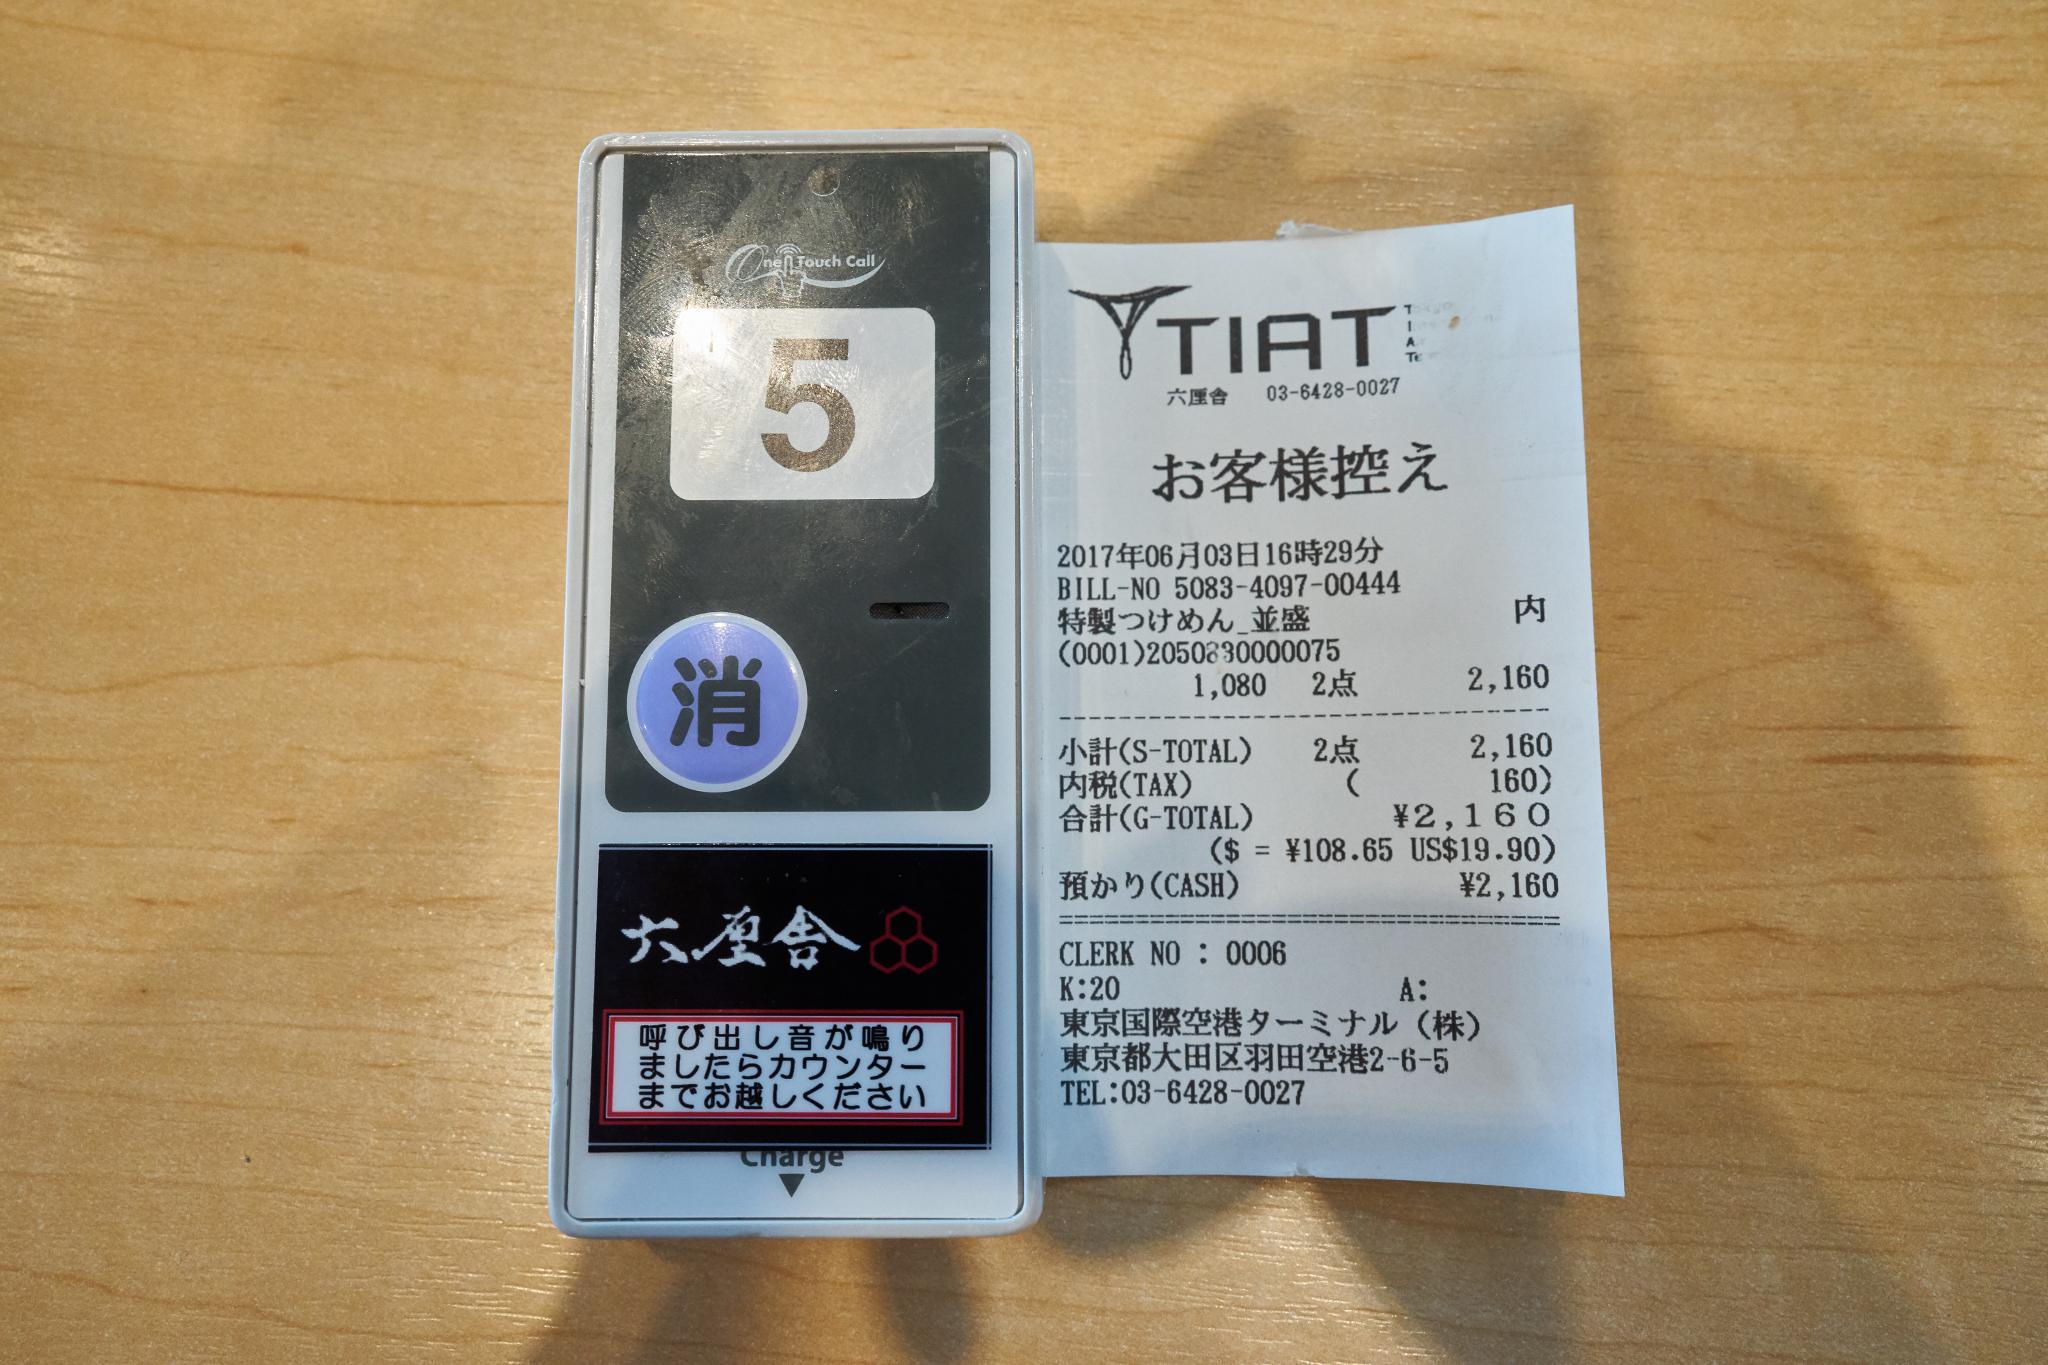 One Touch Call
5
消
六厘舎
呼び出し音が鳴り
ましたらカウンター
までお越しください
Charge
TIAT
六厘舎 03-6428-0027
お客様控え
2017年06月03日16時29分
BILL-NO 5083-4097-00444
特製つけめん_並盛 内
(0001)2050830000075
1,080 2点 2,160
小計(S-TOTAL) 2点 2,160
内税(TAX) ( 160)
合計(G-TOTAL) ¥2,160
($ = ¥108.65 US$19.90)
預かり(CASH) ¥2,160
CLERK NO : 0006
K:20 A:
東京国際空港ターミナル(株)
東京都大田区羽田空港2-6-5
TEL:03-6428-0027